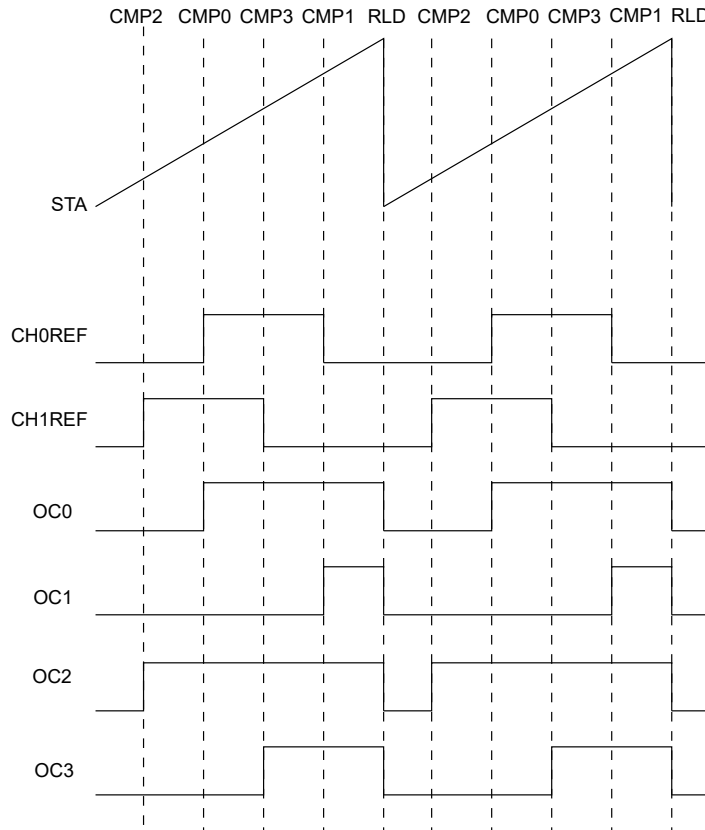 CMP2 CMP0 CMP3 CMP1 RLD CMP2 CMP0 CMP3 CMP1 RLD
STA
CH0REF
CH1REF
OC0
OC1
OC2
OC3